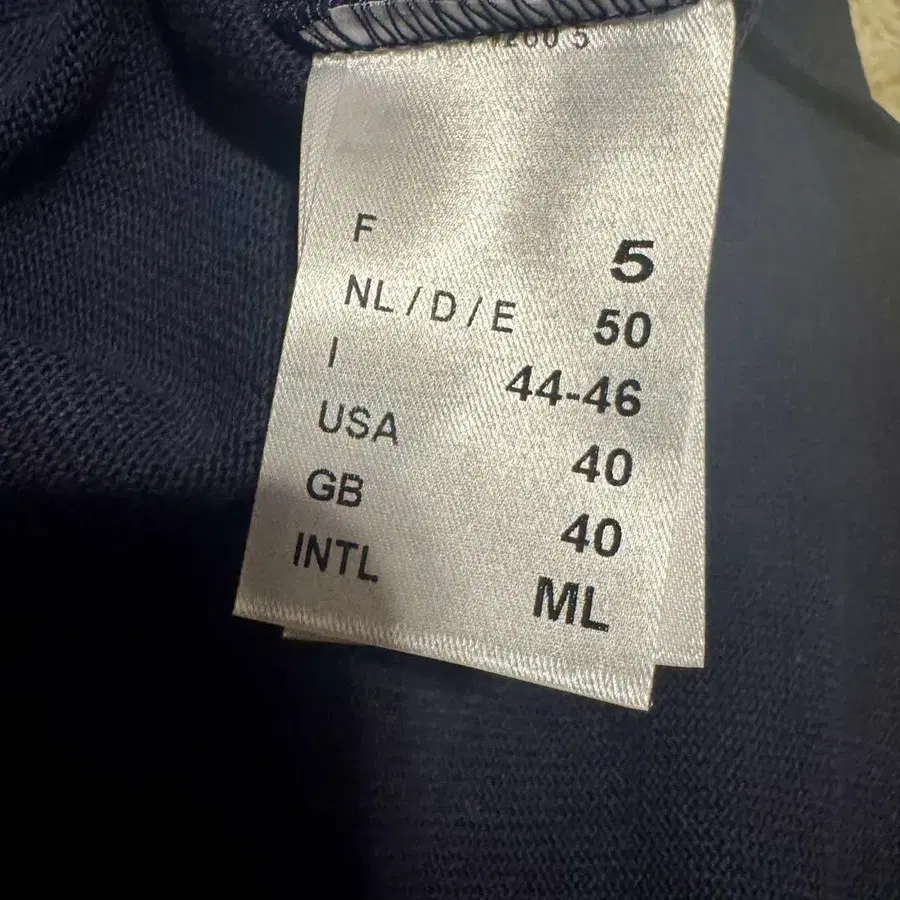 F 5
NL / D / E 50
I 44-46
USA 40
GB 40
INTL ML